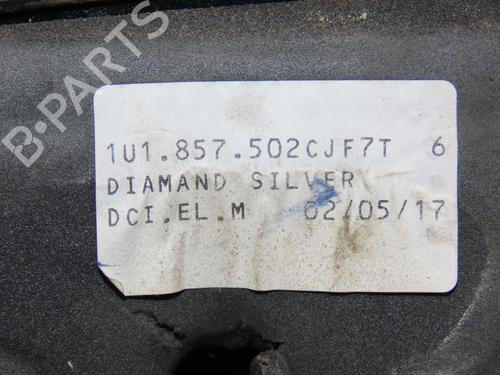 B-PARTS
1U1.857.502CJF7T 6
DIAMAND SILVER
DCI.EL.M 02/05/17